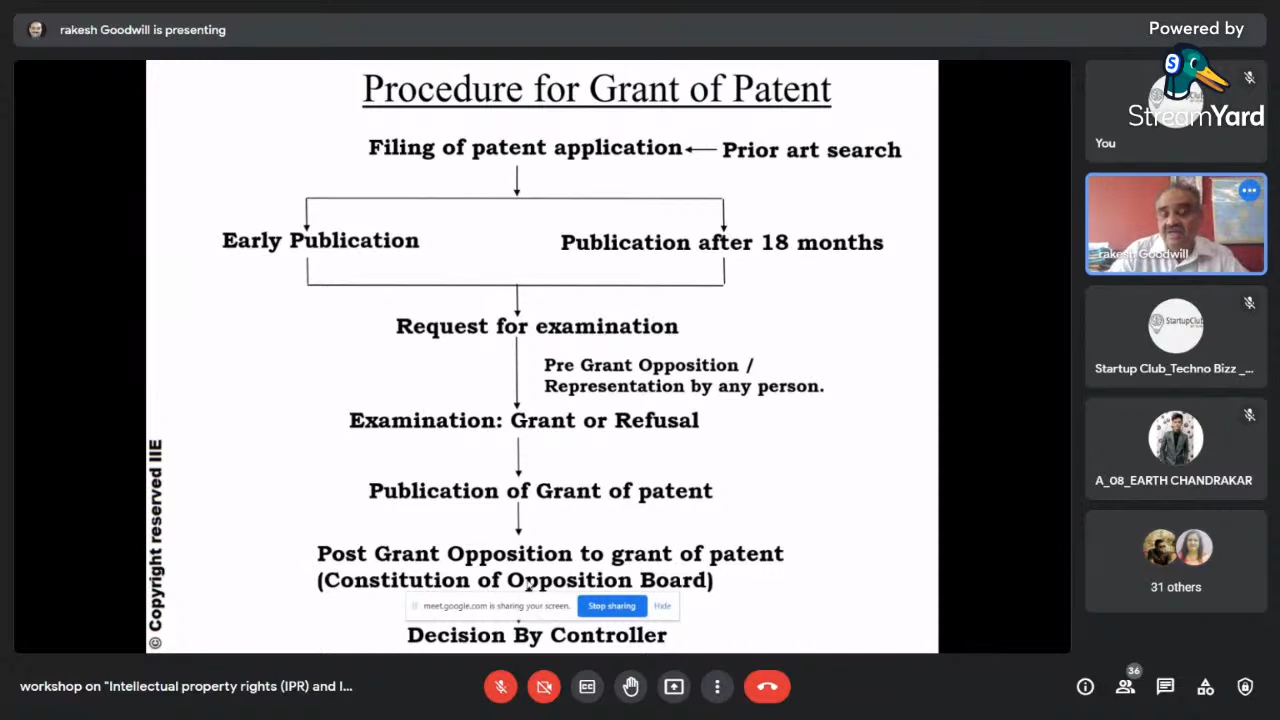 rakesh Goodwill is presenting
Powered by
StreamYard
Procedure for Grant of Patent
Filing of patent application
Prior art search
Early Publication
Publication after 18 months
Request for examination
Pre Grant Opposition /
Representation by any person.
Examination: Grant or Refusal
Publication of Grant of patent
Post Grant Opposition to grant of patent
(Constitution of Opposition Board)
meet.google.com is sharing your screen.
Stop sharing
Hide
Decision By Controller
© Copyright reserved IIE
You
rakesh Goodwill
StartupClub
Startup Club_Techno Bizz _...
A_08_EARTH CHANDRAKAR
31 others
workshop on "Intellectual property rights (IPR) and I...
36